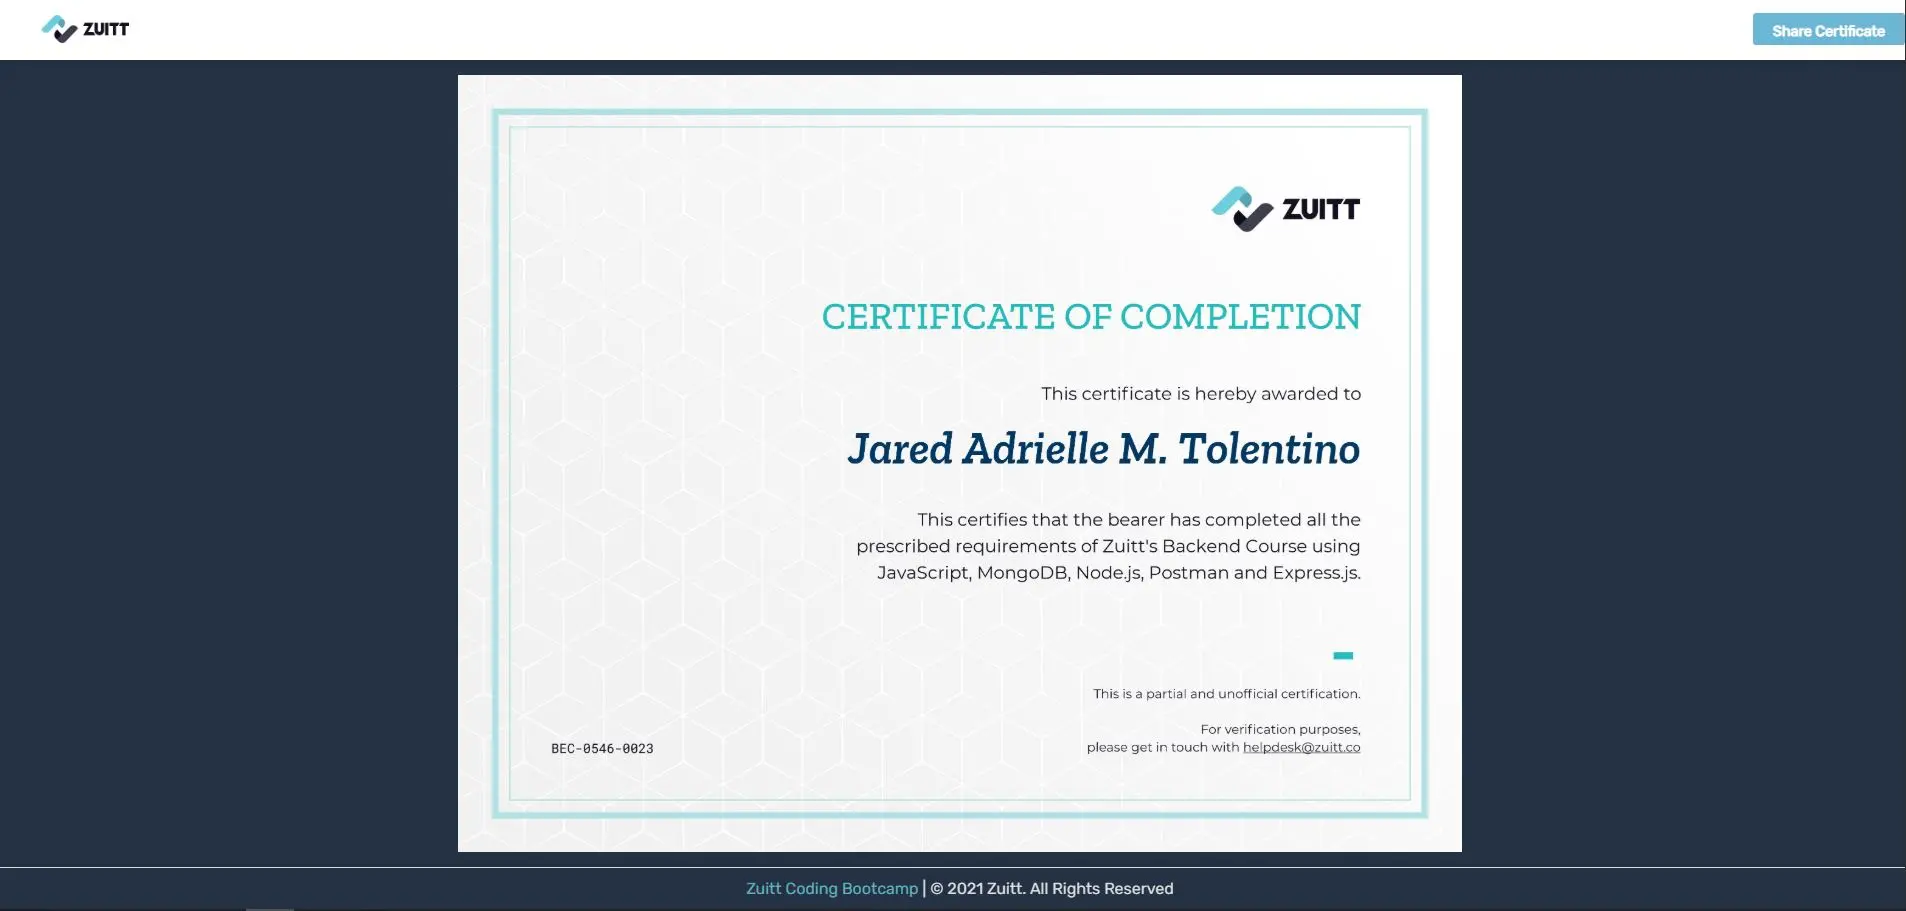 ZUITT
Share Certificate
ZUITT
CERTIFICATE OF COMPLETION
This certificate is hereby awarded to
Jared Adrielle M. Tolentino
This certifies that the bearer has completed all the
prescribed requirements of Zuitt's Backend Course using
JavaScript, MongoDB, Node.js, Postman and Express.js.
This is a partial and unofficial certification.
For verification purposes,
please get in touch with helpdesk@zuitt.co
BEC-0546-0023
Zuitt Coding Bootcamp | © 2021 Zuitt. All Rights Reserved